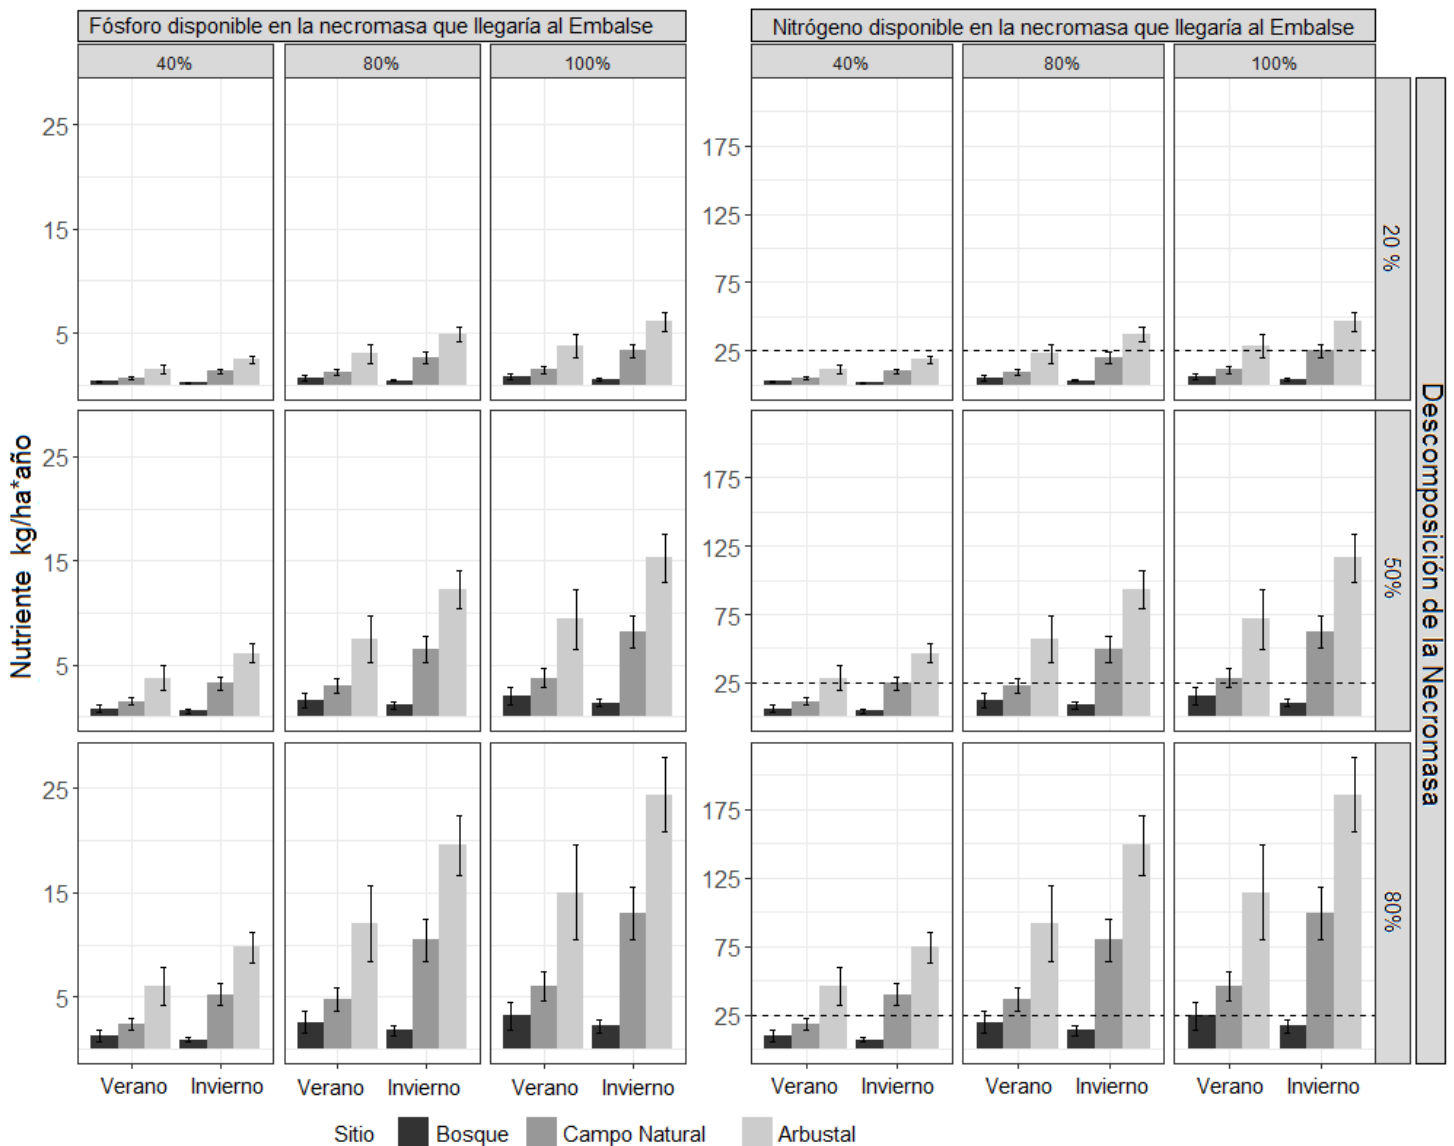 Fósforo disponible en la necromasa que llegaría al Embalse
Nitrógeno disponible en la necromasa que llegaría al Embalse
40%
80%
100%
40%
80%
100%
25
15
5
175
125
75
25
20 %
25
15
5
175
125
75
25
50%
25
15
5
175
125
75
25
80%
Nutriente kg/ha*año
Descomposición de la Necromasa
Verano Invierno
Verano Invierno
Verano Invierno
Verano Invierno
Verano Invierno
Verano Invierno
Sitio Bosque Campo Natural Arbustal